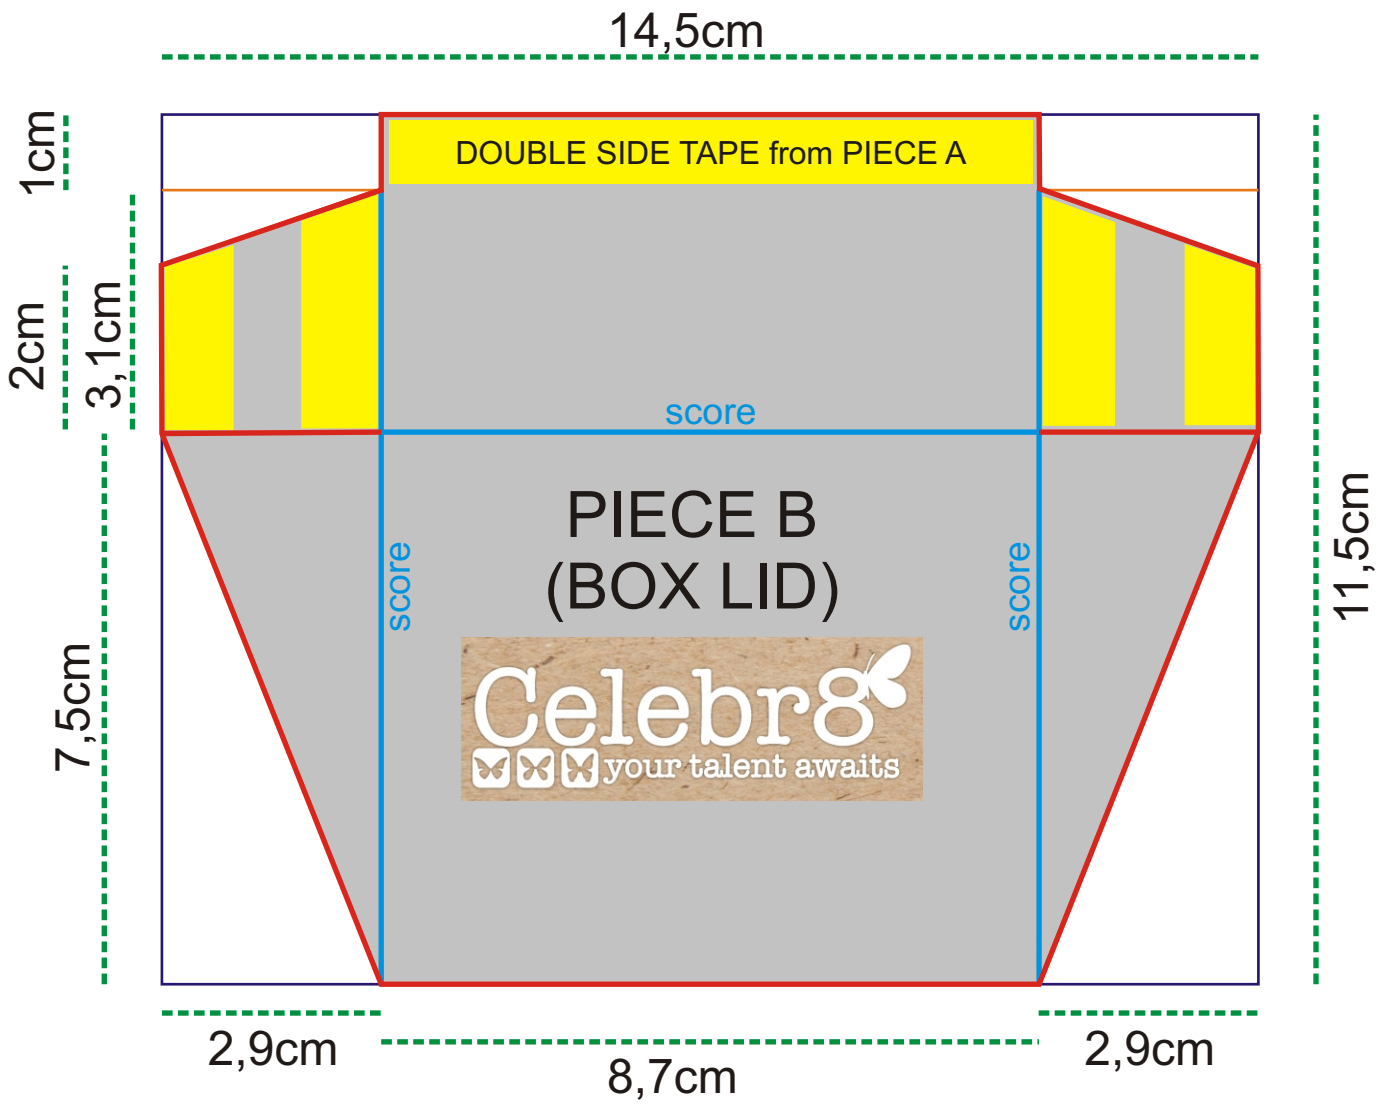 14,5cm
1cm
DOUBLE SIDE TAPE from PIECE A
2cm
3,1cm
score
PIECE B
(BOX LID)
score
score
11,5cm
7,5cm
Celebr8
your talent awaits
2,9cm
8,7cm
2,9cm